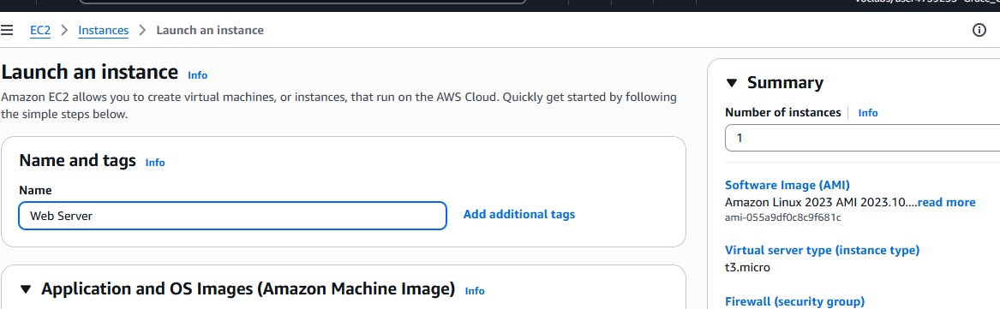 EC2 > Instances > Launch an instance
Launch an instance Info
Amazon EC2 allows you to create virtual machines, or instances, that run on the AWS Cloud. Quickly get started by following
the simple steps below.
Name and tags Info
Name
Web Server
Add additional tags
Application and OS Images (Amazon Machine Image) Info
Summary
Number of instances Info
1
Software Image (AMI)
Amazon Linux 2023 AMI 2023.10....read more
ami-055a9df0c8c9f681c
Virtual server type (instance type)
t3.micro
Firewall (security group)